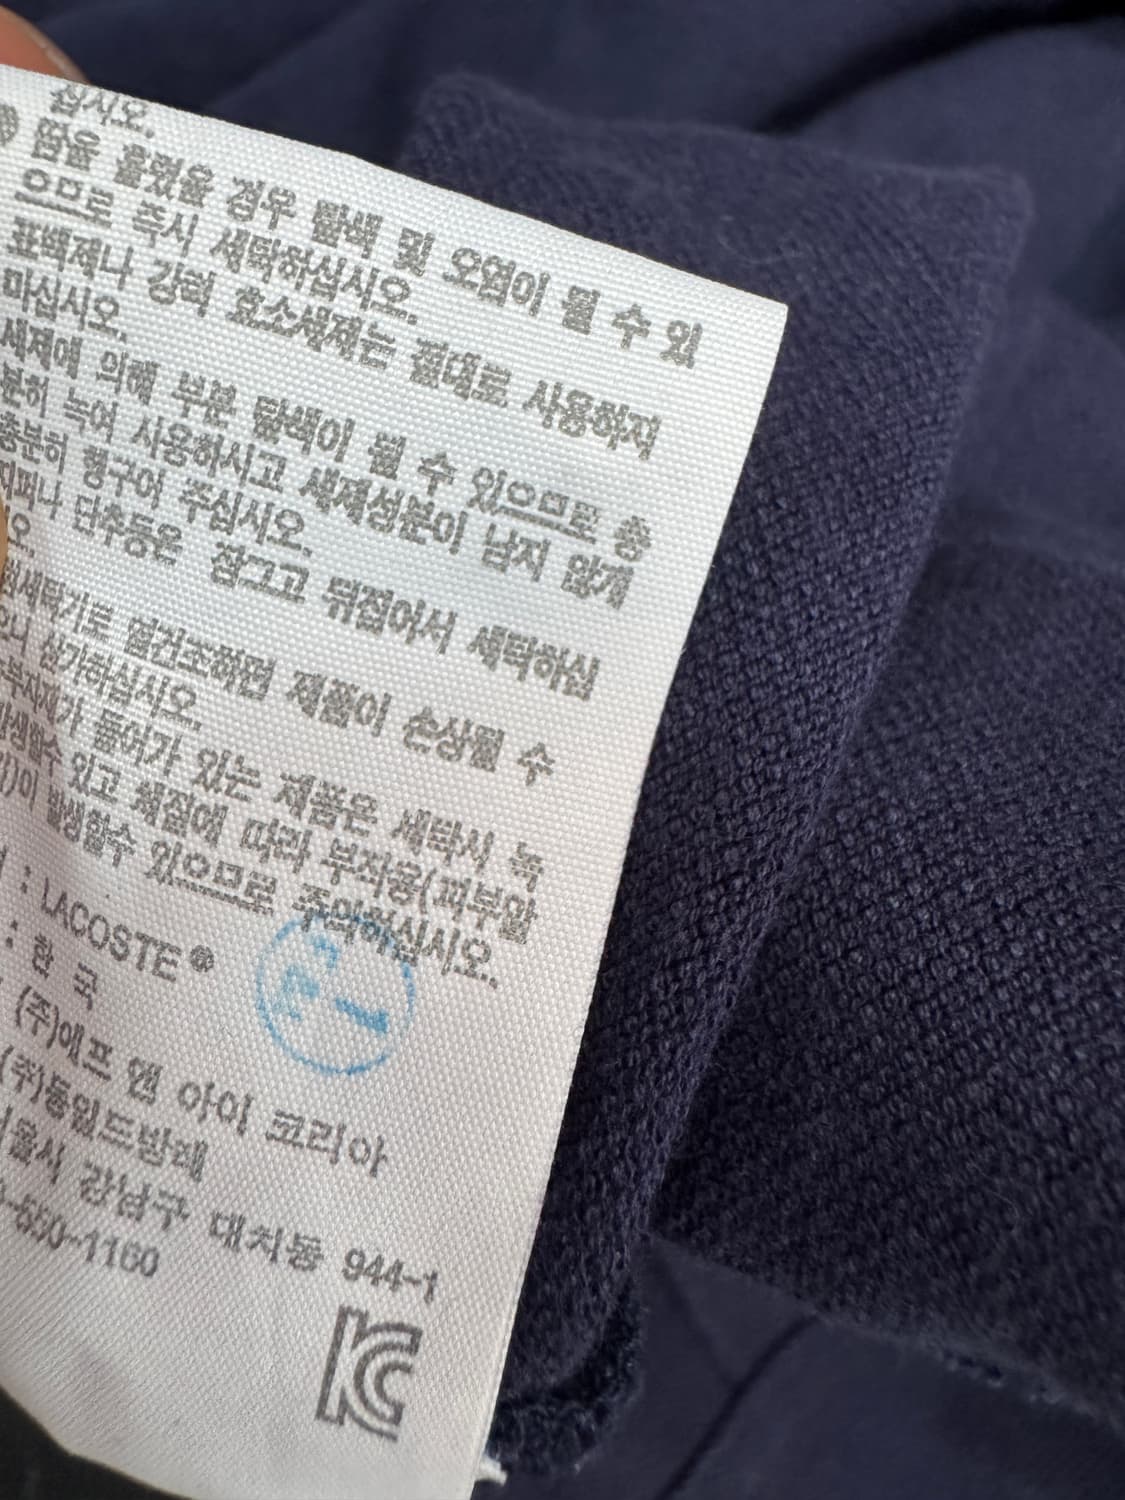 십시오.
땀을 흘렸을 경우 탈색 및 오염이 될 수 있
으므로 즉시 세탁하십시오.
표백제나 강력 효소세제는 절대로 사용하지
마십시오.
세제에 의해 부분 탈색이 될 수 있으므로 충
분히 녹여 사용하시고 세제성분이 남지 않게
충분히 헹구어 주십시오.
지퍼나 단추등은 잠그고 뒤집어서 세탁하십
시오.
세탁기로 열건조하면 제품이 손상될 수
삼가하십시오.
부자재가 들어가 있는 제품은 세탁시 녹
발생할수 있고 체질에 따라 부작용(피부알
)이 발생할수 있으므로 주의하십시오.
: LACOSTE®
: 한 국
(주)에프 앤 아이 코리아
(주)동일드방레
서울시 강남구 대치동 944-1
-1160
KC